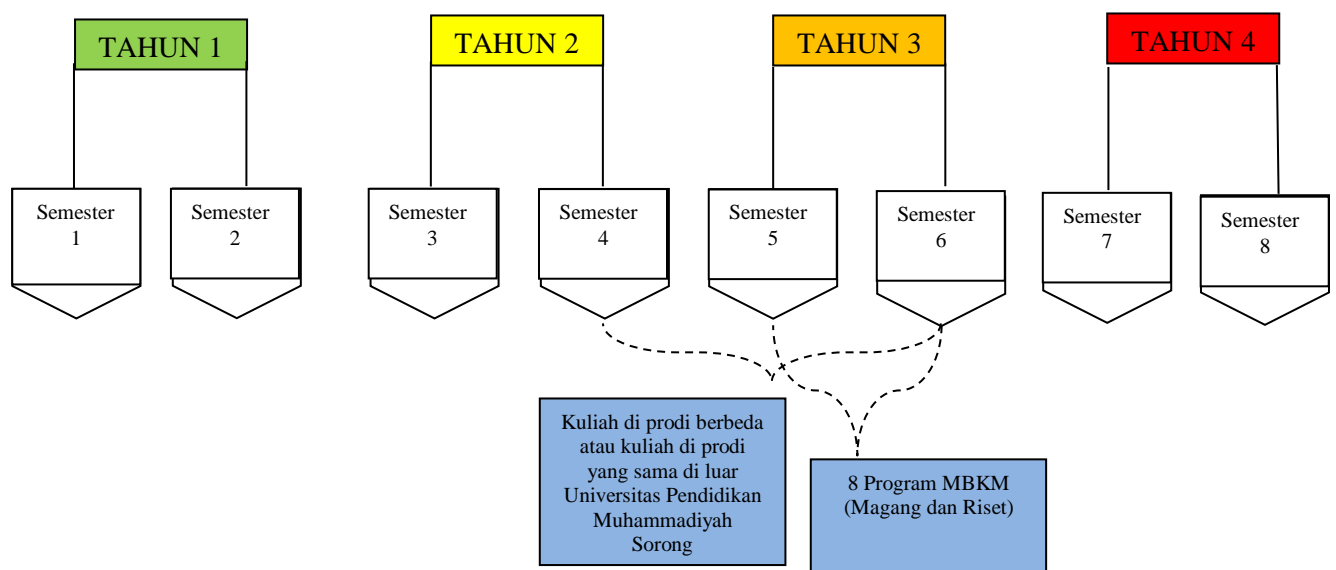 TAHUN 1
TAHUN 2
TAHUN 3
TAHUN 4
Semester
1
Semester
2
Semester
3
Semester
4
Semester
5
Semester
6
Semester
7
Semester
8
Kuliah di prodi berbeda
atau kuliah di prodi
yang sama di luar
Universitas Pendidikan
Muhammadiyah
Sorong
8 Program MBKM
(Magang dan Riset)